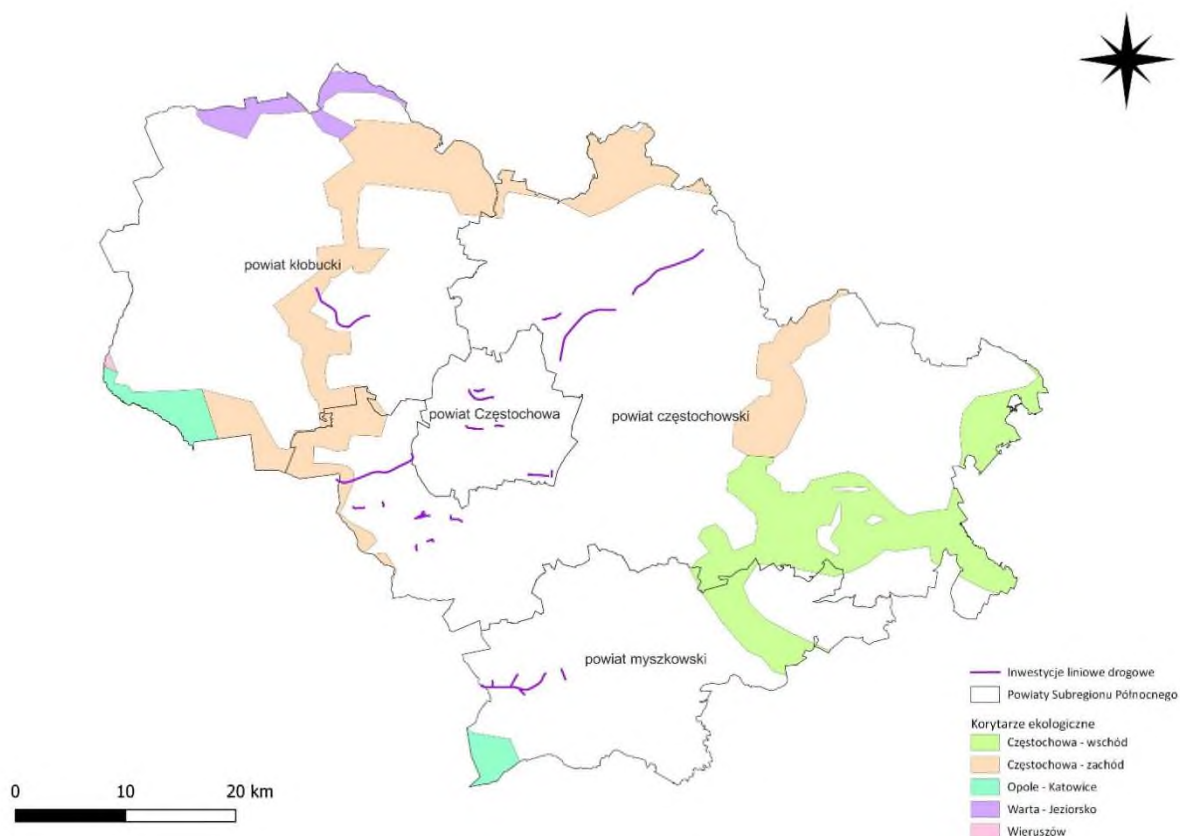 powiat kłobucki
powiat Częstochowa
powiat częstochowski
powiat myszkowski
Inwestycje liniowe drogowe
Powiaty Subregionu Północnego
Korytarze ekologiczne
Częstochowa - wschód
Częstochowa - zachód
Opole - Katowice
Warta - Jeziorsko
Wieruszów
0 10 20 km